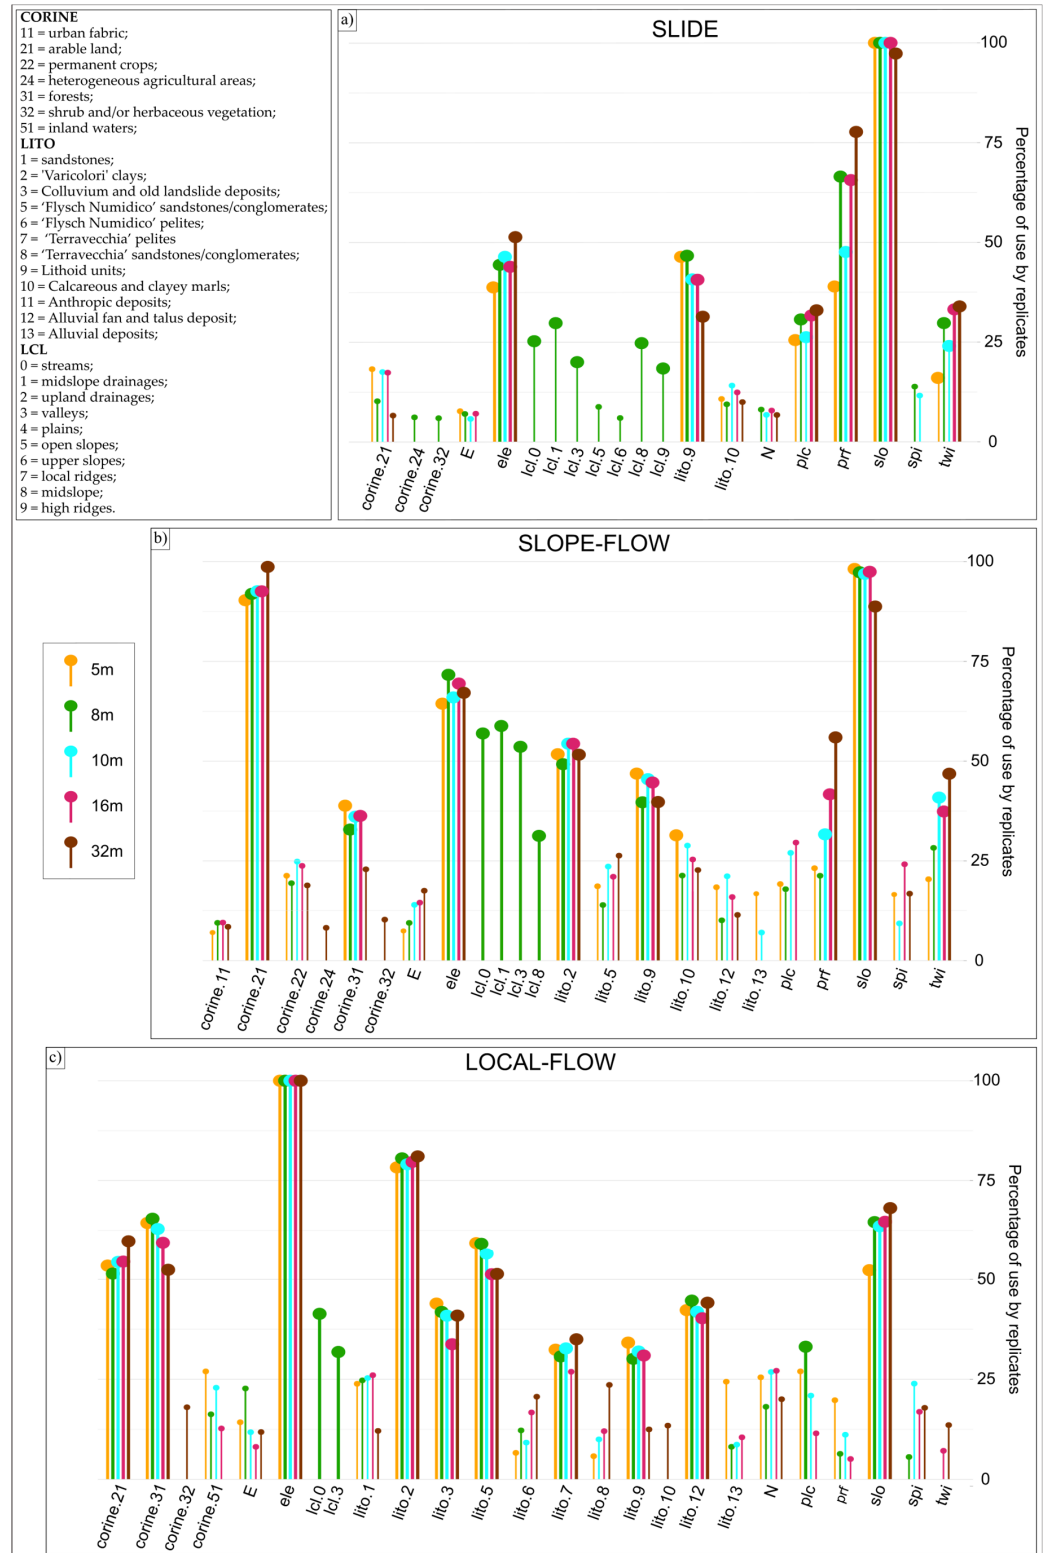 CORINE
11 = urban fabric;
21 = arable land;
22 = permanent crops;
24 = heterogeneous agricultural areas;
31 = forests;
32 = shrub and/or herbaceous vegetation;
51 = inland waters;
LITO
1 = sandstones;
2 = 'Varicolori' clays;
3 = Colluvium and old landslide deposits;
5 = ‘Flysch Numidico’ sandstones/conglomerates;
6 = ‘Flysch Numidico’ pelites;
7 = ‘Terravecchia’ pelites
8 = ‘Terravecchia’ sandstones/conglomerates;
9 = Lithoid units;
10 = Calcareous and clayey marls;
11 = Anthropic deposits;
12 = Alluvial fan and talus deposit;
13 = Alluvial deposits;
LCL
0 = streams;
1 = midslope drainages;
2 = upland drainages;
3 = valleys;
4 = plains;
5 = open slopes;
6 = upper slopes;
7 = local ridges;
8 = midslope;
9 = high ridges.
a)
SLIDE
100
75
50
25
0
Percentage of use by replicates
corine.21
corine.24
corine.32
E
ele
lcl.0
lcl.1
lcl.3
lcl.5
lcl.6
lcl.8
lcl.9
lito.9
lito.10
N
plc
prf
slo
spi
twi
b)
SLOPE-FLOW
100
75
50
25
0
Percentage of use by replicates
corine.11
corine.21
corine.22
corine.24
corine.31
corine.32
E
ele
lcl.0
lcl.1
lcl.3
lcl.8
lito.2
lito.5
lito.9
lito.10
lito.12
lito.13
plc
prf
slo
spi
twi
5m
8m
10m
16m
32m
c)
LOCAL-FLOW
100
75
50
25
0
Percentage of use by replicates
corine.21
corine.31
corine.32
corine.51
E
ele
lcl.0
lcl.3
lito.1
lito.2
lito.3
lito.5
lito.6
lito.7
lito.8
lito.9
lito.10
lito.12
lito.13
N
plc
prf
slo
spi
twi